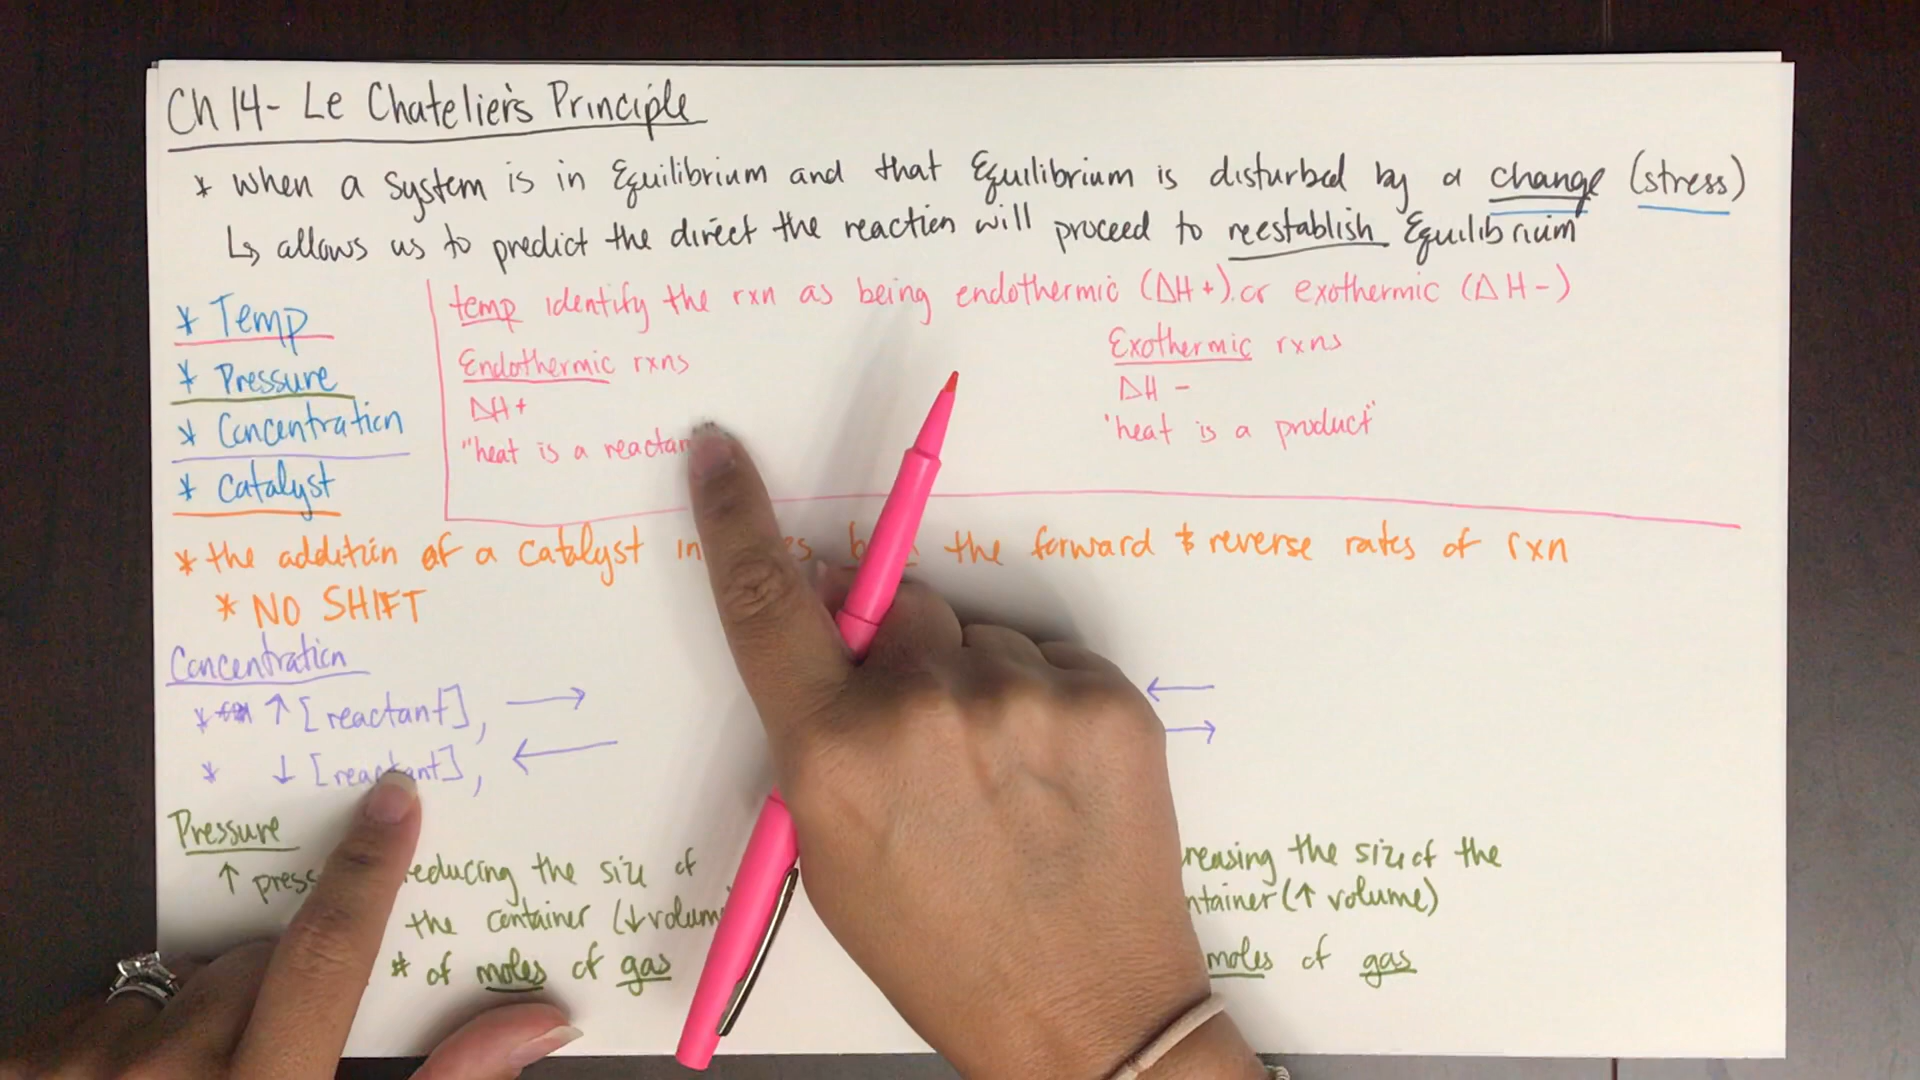 Ch 14- Le Chatelier's Principle
* When a system is in Equilibrium and that Equilibrium is disturbed by a change (stress)
↳ allows us to predict the direct the reaction will proceed to reestablish Equilibrium
* Temp
* Pressure
* Concentration
* Catalyst
temp identify the rxn as being endothermic (ΔH+) or exothermic (ΔH-)
Endothermic rxns
ΔH+
"heat is a reactan
Exothermic rxns
ΔH -
"heat is a product"
* the addition of a catalyst in es the forward & reverse rates of rxn
* NO SHIFT
Concentration
* ↑ [reactant], →
* ↓ [reactant], ←
←
→
Pressure
↑ press reducing the size of
the container (↓volum
# of moles of gas
reasing the size of the
ntainer (↑ volume)
moles of gas